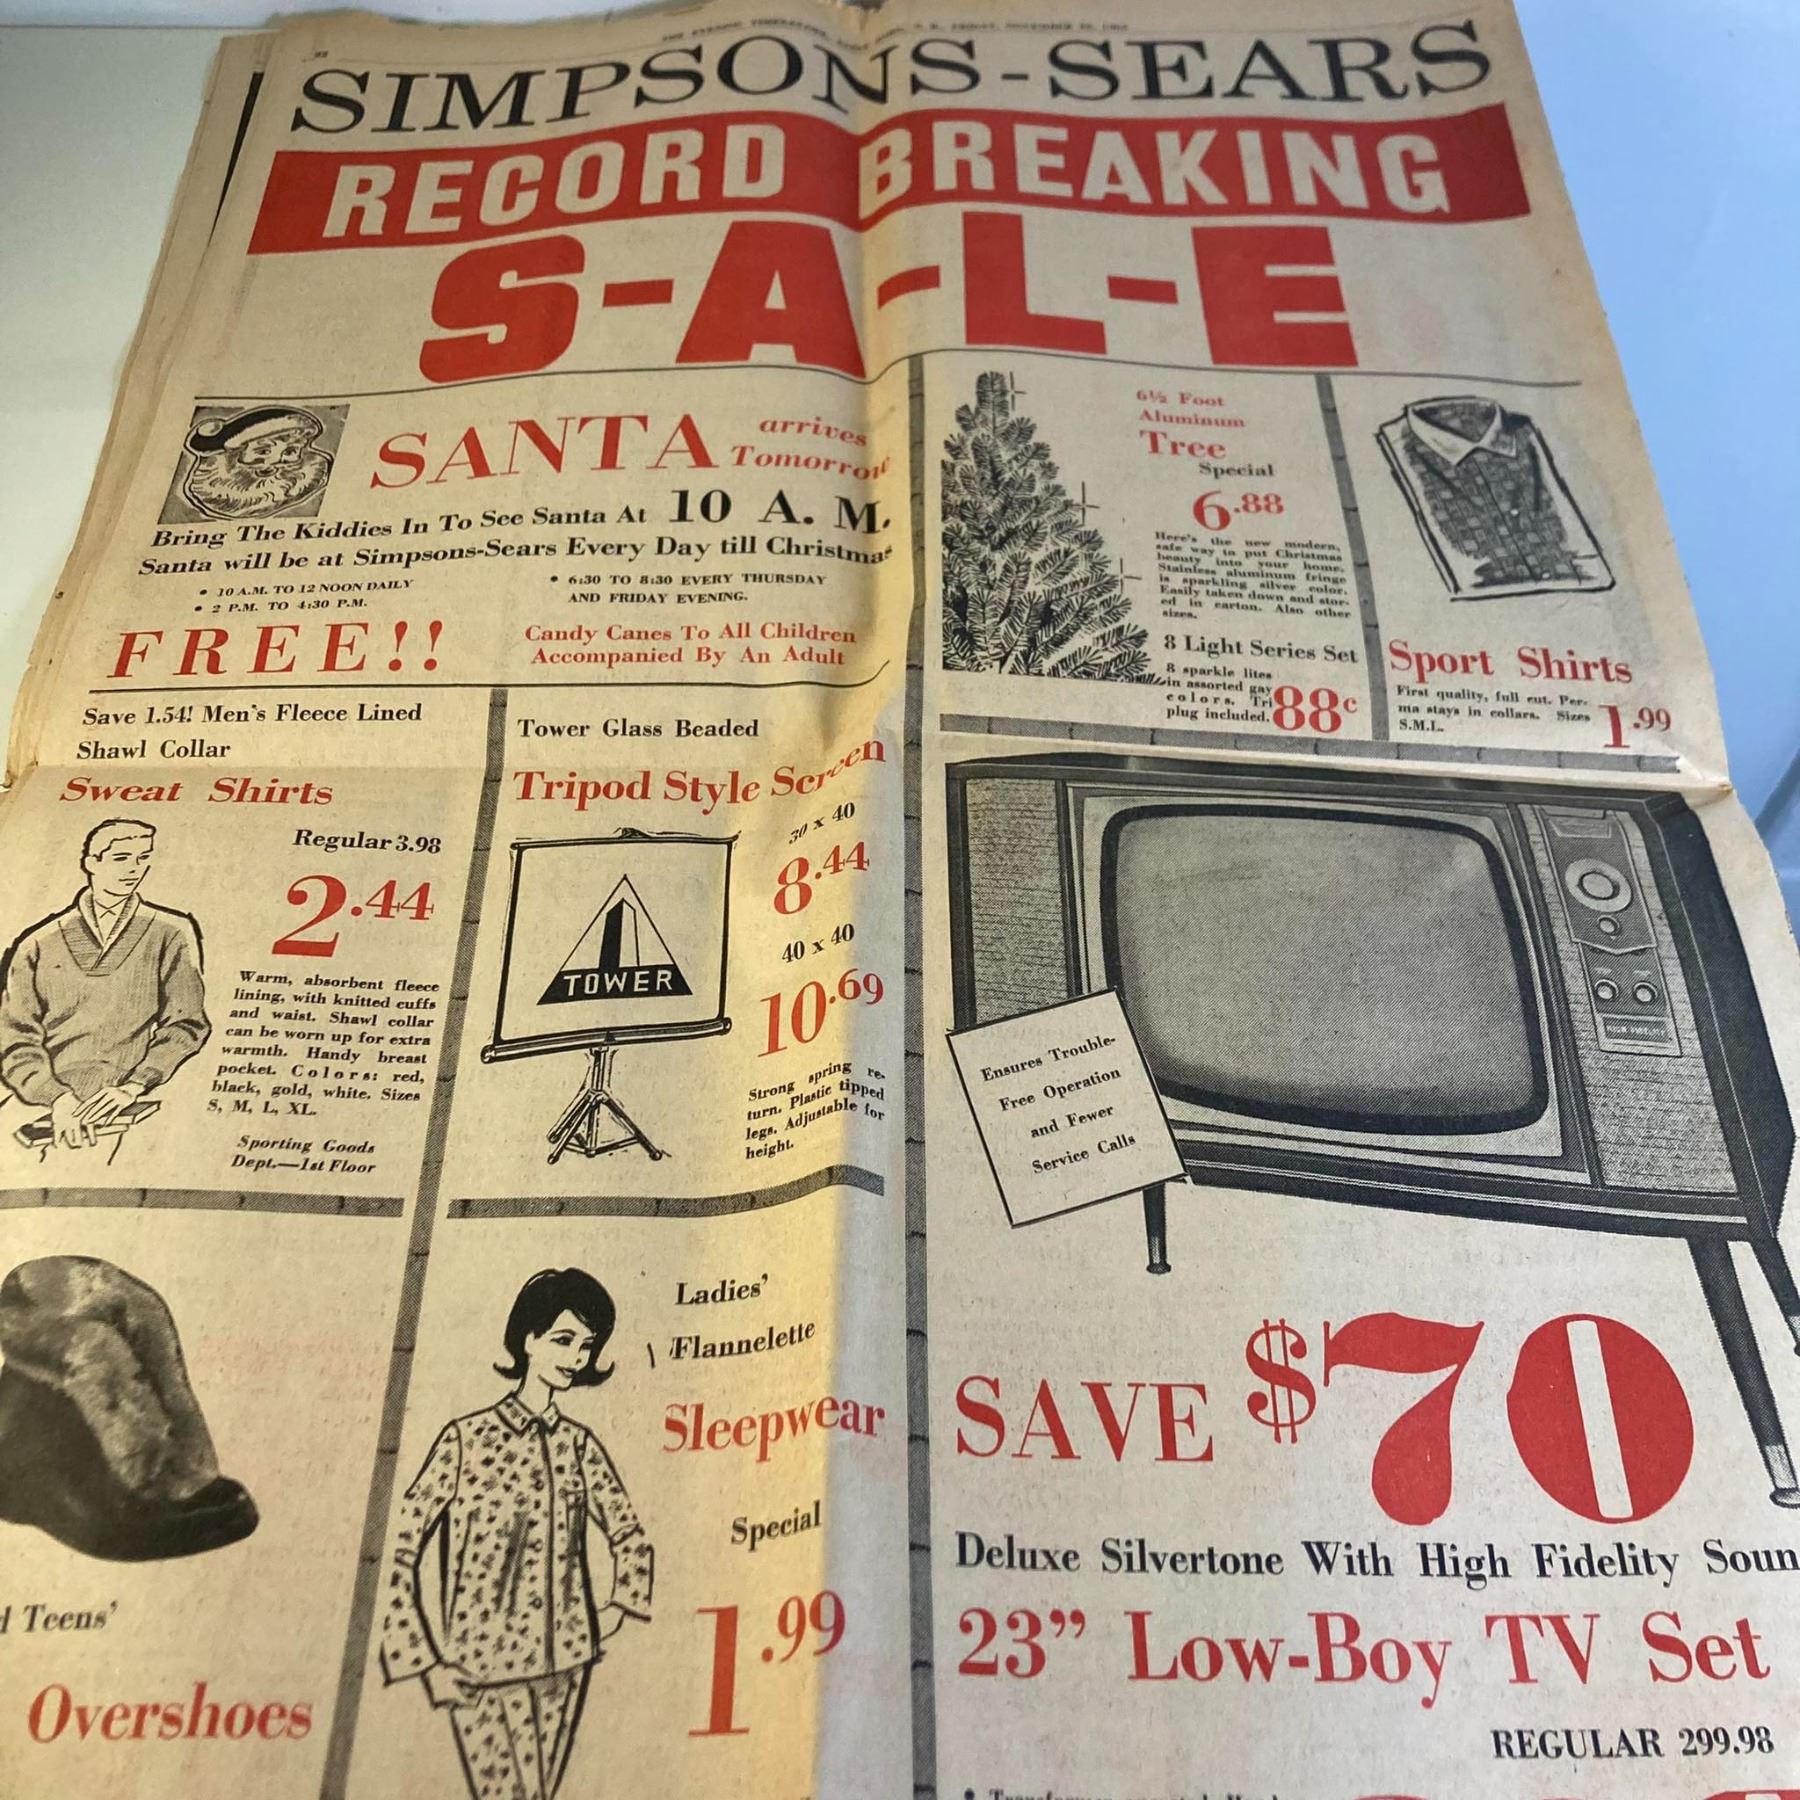 SIMPSONS-SEARS
RECORD BREAKING
S-A-L-E
SANTA arrives
Tomorrow
Bring The Kiddies In To See Santa At 10 A. M.
Santa will be at Simpsons-Sears Every Day till Christmas
• 10 A.M. TO 12 NOON DAILY
• 2 P.M. TO 4:30 P.M.
• 6:30 TO 8:30 EVERY THURSDAY
AND FRIDAY EVENING.
FREE!!
Candy Canes To All Children
Accompanied By An Adult
6½ Foot
Aluminum
Tree
Special
6.88
Here's the new modern,
safe way to put Christmas
beauty into your home.
Stainless aluminum fringe
is sparkling silver color.
Easily taken down and stor-
ed in carton. Also other
sizes.
8 Light Series Set
8 sparkle lites
in assorted gay
colors. Tri
plug included.
88c
Sport Shirts
First quality, full cut. Per-
ma stays in collars. Sizes
S.M.L.
1.99
Save 1.54! Men's Fleece Lined
Shawl Collar
Sweat Shirts
Regular 3.98
2.44
Warm, absorbent fleece
lining, with knitted cuffs
and waist. Shawl collar
can be worn up for extra
warmth. Handy breast
pocket. Colors: red,
black, gold, white. Sizes
S, M, L, XL.
Sporting Goods
Dept.—1st Floor
Tower Glass Beaded
Tripod Style Screen
30 x 40
8.44
40 x 40
10.69
TOWER
Strong spring re-
turn. Plastic tipped
legs. Adjustable for
height.
HIGH FIDELITY
Ensures Trouble-
Free Operation
and Fewer
Service Calls
SAVE $70
Deluxe Silvertone With High Fidelity Soun
23" Low-Boy TV Set
REGULAR 299.98
d Teens'
Overshoes
Ladies'
Flannelette
Sleepwear
Special
1.99